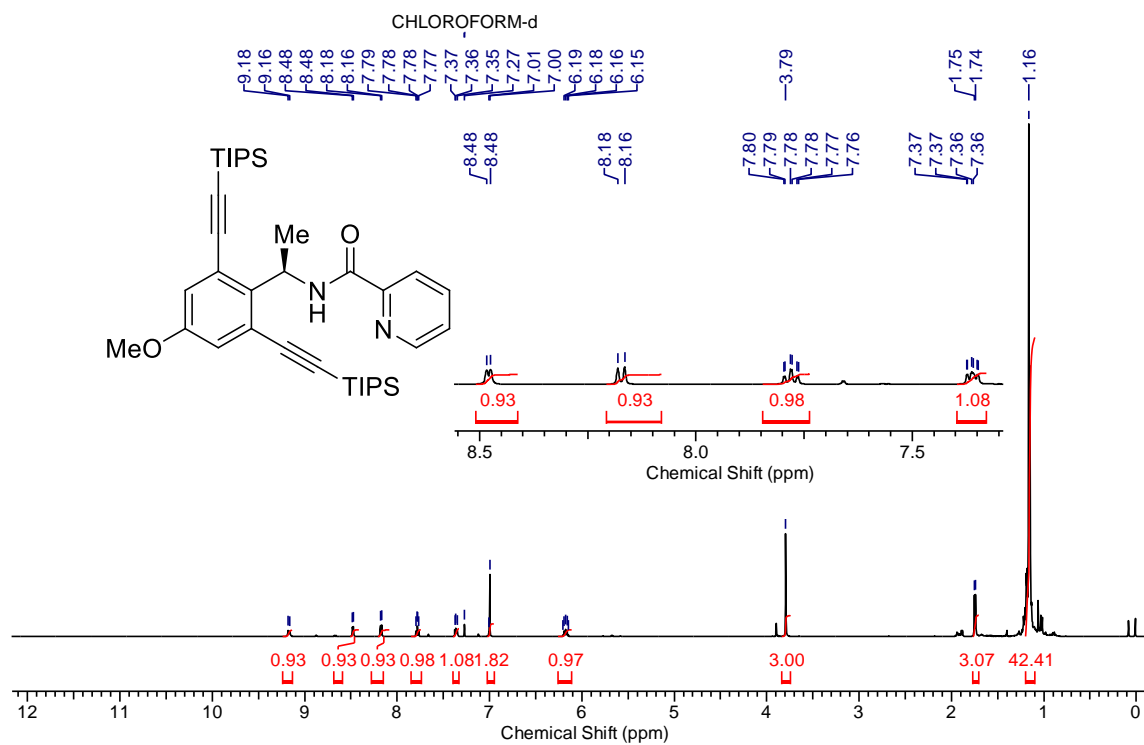 CHLOROFORM-d
9.18 9.16 8.48 8.48 8.18 8.16 7.79 7.78 7.78 7.77 7.37 7.36 7.35 7.27 7.01 7.00 6.19 6.18 6.16 6.15 3.79 1.75 1.74 1.16
8.48 8.48 8.18 8.16 7.80 7.79 7.78 7.78 7.77 7.76 7.37 7.37 7.36 7.36
TIPS
Me
O
N
H
N
MeO
TIPS
0.93 0.93 0.98 1.08
8.5 8.0 7.5
Chemical Shift (ppm)
0.93 0.93 0.93 0.98 1.08 1.82 0.97 3.00 3.07 42.41
12 11 10 9 8 7 6 5 4 3 2 1 0
Chemical Shift (ppm)